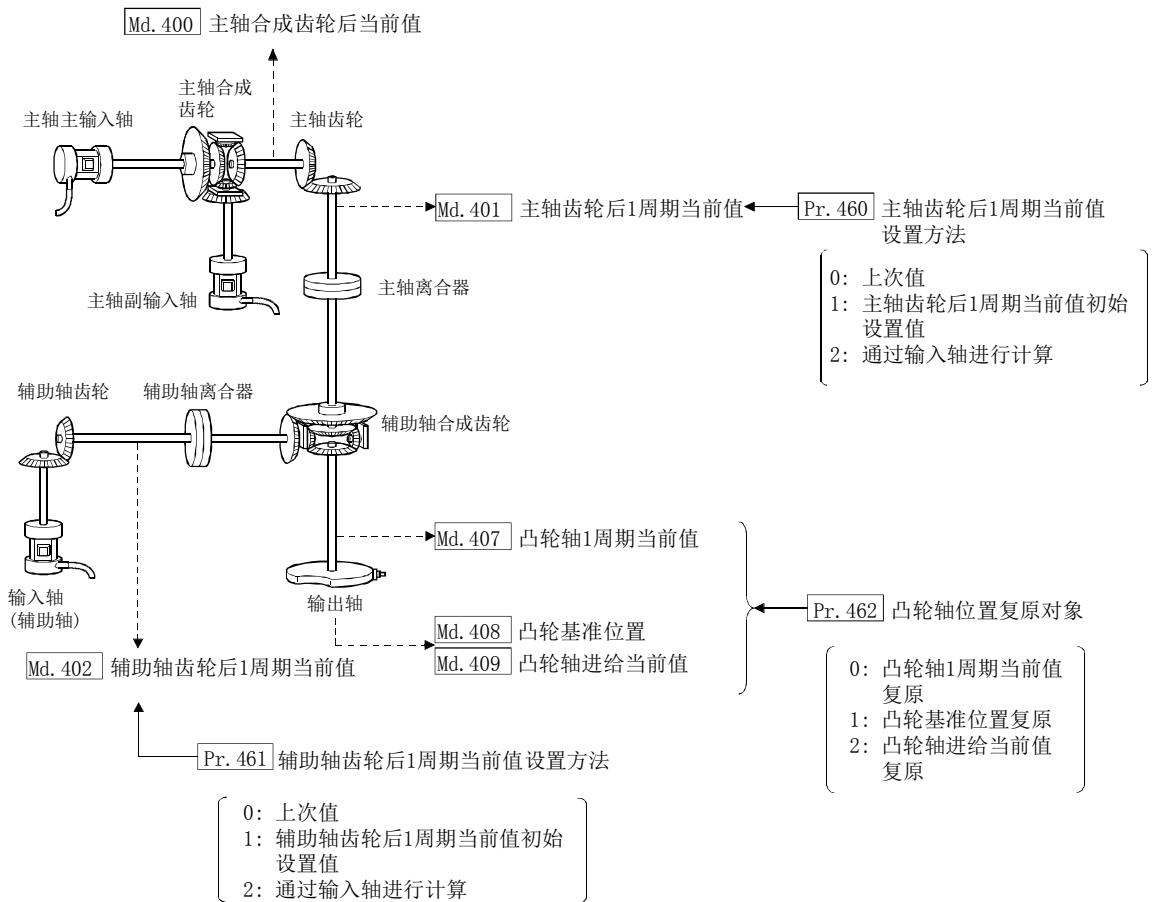 Md.400 主轴合成齿轮后当前值
主轴合成
齿轮
主轴主输入轴
主轴齿轮
Md.401 主轴齿轮后1周期当前值
Pr.460 主轴齿轮后1周期当前值
设置方法
0: 上次值
1: 主轴齿轮后1周期当前值初始
设置值
2: 通过输入轴进行计算
主轴离合器
主轴副输入轴
辅助轴齿轮
辅助轴离合器
辅助轴合成齿轮
Md.407 凸轮轴1周期当前值
输入轴
(辅助轴)
输出轴
Md.408 凸轮基准位置
Md.409 凸轮轴进给当前值
Pr.462 凸轮轴位置复原对象
0: 凸轮轴1周期当前值
复原
1: 凸轮基准位置复原
2: 凸轮轴进给当前值
复原
Md.402 辅助轴齿轮后1周期当前值
Pr.461 辅助轴齿轮后1周期当前值设置方法
0: 上次值
1: 辅助轴齿轮后1周期当前值初始
设置值
2: 通过输入轴进行计算